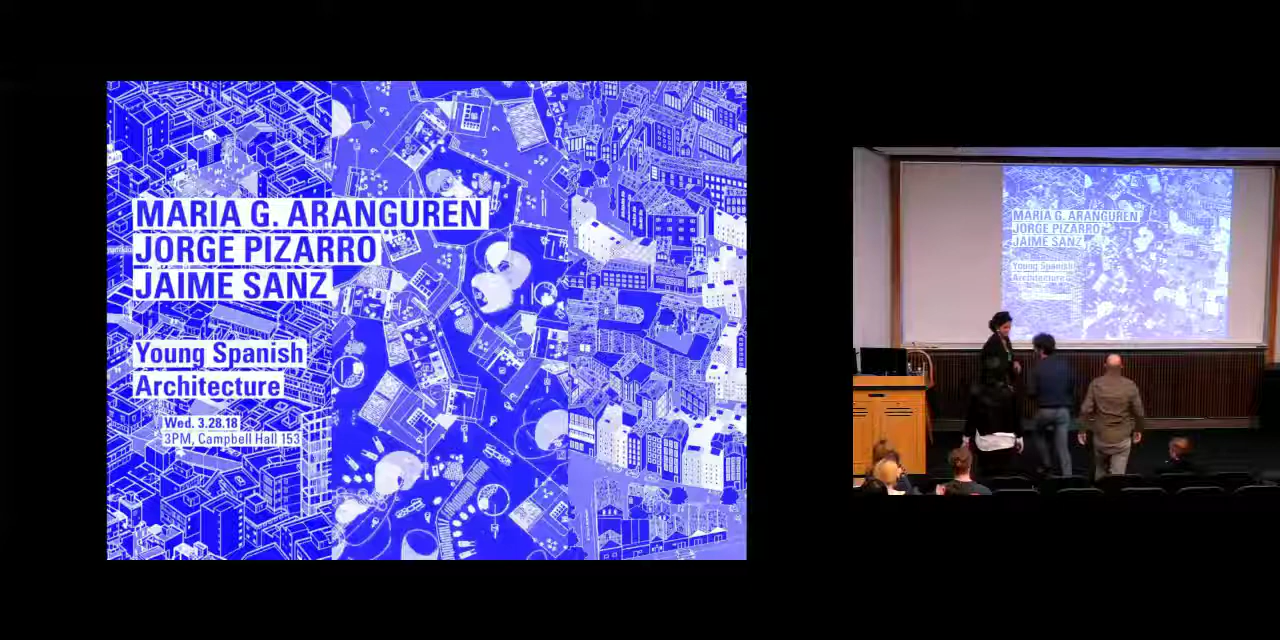 MARIA G. ARANGUREN
JORGE PIZARRO
JAIME SANZ
Young Spanish
Architecture
Wed. 3.28.18
3PM, Campbell Hall 153
MARIA G. ARANGUREN
JORGE PIZARRO
JAIME SANZ
Young Spanish
Architecture